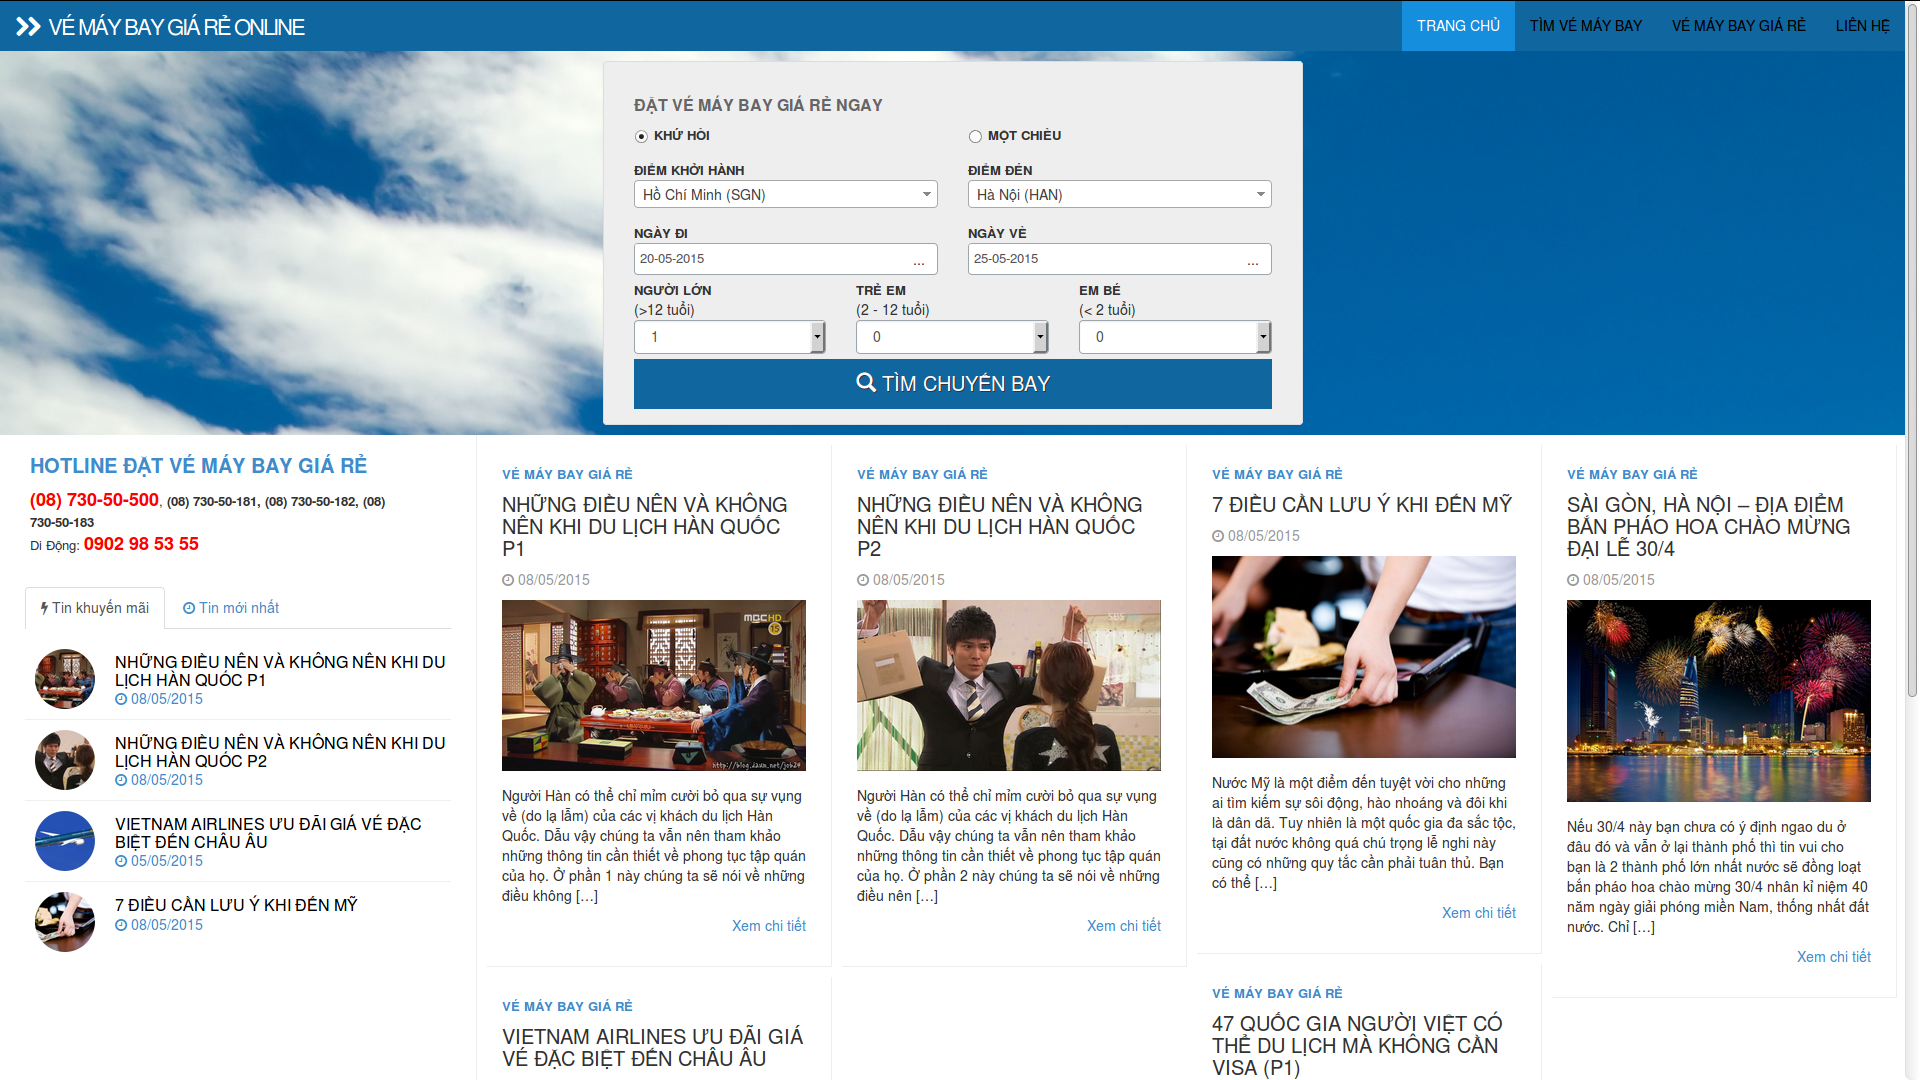 VÉ MÁY BAY GIÁ RẺ ONLINE
TRANG CHỦ
TÌM VÉ MÁY BAY
VÉ MÁY BAY GIÁ RẺ
LIÊN HỆ
ĐẶT VÉ MÁY BAY GIÁ RẺ NGAY
KHỨ HỒI
MỘT CHIỀU
ĐIỂM KHỞI HÀNH
ĐIỂM ĐẾN
Hồ Chí Minh (SGN)
Hà Nội (HAN)
NGÀY ĐI
NGÀY VỀ
20-05-2015 ...
25-05-2015 ...
NGƯỜI LỚN
TRẺ EM
EM BÉ
(>12 tuổi)
(2 - 12 tuổi)
(< 2 tuổi)
1
0
0
TÌM CHUYẾN BAY
HOTLINE ĐẶT VÉ MÁY BAY GIÁ RẺ
(08) 730-50-500, (08) 730-50-181, (08) 730-50-182, (08)
730-50-183
Di Động: 0902 98 53 55
Tin khuyến mãi
Tin mới nhất
NHỮNG ĐIỀU NÊN VÀ KHÔNG NÊN KHI DU
LỊCH HÀN QUỐC P1
08/05/2015
NHỮNG ĐIỀU NÊN VÀ KHÔNG NÊN KHI DU
LỊCH HÀN QUỐC P2
08/05/2015
VIETNAM AIRLINES ƯU ĐÃI GIÁ VÉ ĐẶC
BIỆT ĐẾN CHÂU ÂU
05/05/2015
7 ĐIỀU CẦN LƯU Ý KHI ĐẾN MỸ
08/05/2015
VÉ MÁY BAY GIÁ RẺ
NHỮNG ĐIỀU NÊN VÀ KHÔNG
NÊN KHI DU LỊCH HÀN QUỐC
P1
08/05/2015
MBC HD
15
http://blog.daum.net/job24
Người Hàn có thể chỉ mỉm cười bỏ qua sự vụng
về (do lạ lẫm) của các vị khách du lịch Hàn
Quốc. Dẫu vậy chúng ta vẫn nên tham khảo
những thông tin cần thiết về phong tục tập quán
của họ. Ở phần 1 này chúng ta sẽ nói về những
điều không […]
Xem chi tiết
VÉ MÁY BAY GIÁ RẺ
VIETNAM AIRLINES ƯU ĐÃI GIÁ
VÉ ĐẶC BIỆT ĐẾN CHÂU ÂU
VÉ MÁY BAY GIÁ RẺ
NHỮNG ĐIỀU NÊN VÀ KHÔNG
NÊN KHI DU LỊCH HÀN QUỐC
P2
08/05/2015
SBS
Người Hàn có thể chỉ mỉm cười bỏ qua sự vụng
về (do lạ lẫm) của các vị khách du lịch Hàn
Quốc. Dẫu vậy chúng ta vẫn nên tham khảo
những thông tin cần thiết về phong tục tập quán
của họ. Ở phần 2 này chúng ta sẽ nói về những
điều nên […]
Xem chi tiết
VÉ MÁY BAY GIÁ RẺ
7 ĐIỀU CẦN LƯU Ý KHI ĐẾN MỸ
08/05/2015
Nước Mỹ là một điểm đến tuyệt vời cho những
ai tìm kiếm sự sôi động, hào nhoáng và đôi khi
là dân dã. Tuy nhiên là một quốc gia đa sắc tộc,
tại đất nước không quá chú trọng lễ nghi này
cũng có những quy tắc cần phải tuân thủ. Bạn
có thể […]
Xem chi tiết
VÉ MÁY BAY GIÁ RẺ
47 QUỐC GIA NGƯỜI VIỆT CÓ
THỂ DU LỊCH MÀ KHÔNG CẦN
VISA (P1)
VÉ MÁY BAY GIÁ RẺ
SÀI GÒN, HÀ NỘI – ĐỊA ĐIỂM
BẮN PHÁO HOA CHÀO MỪNG
ĐẠI LỄ 30/4
08/05/2015
Nếu 30/4 này bạn chưa có ý định ngao du ở
đâu đó và vẫn ở lại thành phố thì tin vui cho
bạn là 2 thành phố lớn nhất nước sẽ đồng loạt
bắn pháo hoa chào mừng 30/4 nhân kỉ niệm 40
năm ngày giải phóng miền Nam, thống nhất đất
nước. Chỉ […]
Xem chi tiết